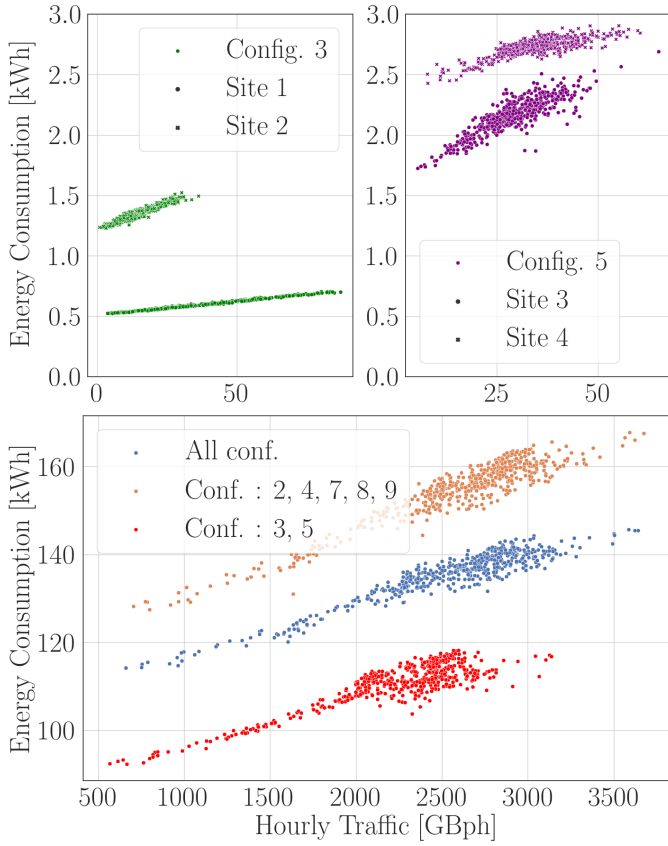 3.0
2.5
2.0
1.5
1.0
0.5
0.0
0
50
Energy Consumption [kWh]
Config. 3
Site 1
Site 2
3.0
2.5
2.0
1.5
1.0
0.5
0.0
25
50
Config. 5
Site 3
Site 4
Energy Consumption [kWh]
160
140
120
100
All conf.
Conf. : 2, 4, 7, 8, 9
Conf. : 3, 5
500
1000
1500
2000
2500
3000
3500
Hourly Traffic [GBph]